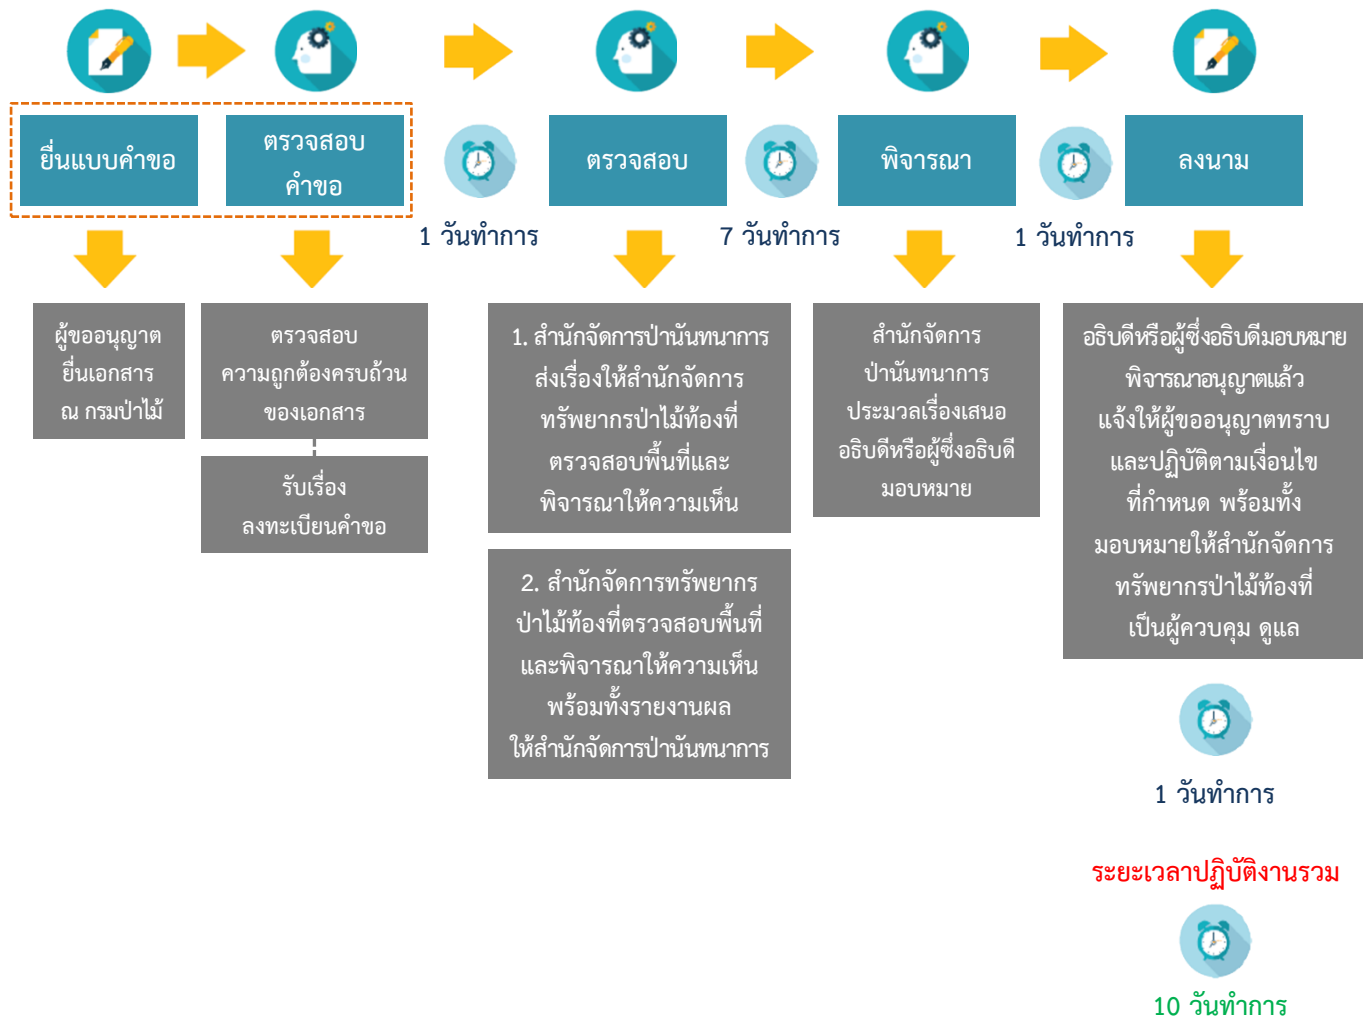 ยื่นแบบคำขอ
ตรวจสอบ
คำขอ
1 วันทำการ
ตรวจสอบ
7 วันทำการ
พิจารณา
1 วันทำการ
ลงนาม
ผู้ขออนุญาต
ยื่นเอกสาร
ณ กรมป่าไม้
ตรวจสอบ
ความถูกต้องครบถ้วน
ของเอกสาร
รับเรื่อง
ลงทะเบียนคำขอ
1. สำนักจัดการป่านันทนาการ
ส่งเรื่องให้สำนักจัดการ
ทรัพยากรป่าไม้ท้องที่
ตรวจสอบพื้นที่และ
พิจารณาให้ความเห็น
2. สำนักจัดการทรัพยากร
ป่าไม้ท้องที่ตรวจสอบพื้นที่
และพิจารณาให้ความเห็น
พร้อมทั้งรายงานผล
ให้สำนักจัดการป่านันทนาการ
สำนักจัดการ
ป่านันทนาการ
ประมวลเรื่องเสนอ
อธิบดีหรือผู้ซึ่งอธิบดี
มอบหมาย
อธิบดีหรือผู้ซึ่งอธิบดีมอบหมาย
พิจารณาอนุญาตแล้ว
แจ้งให้ผู้ขออนุญาตทราบ
และปฏิบัติตามเงื่อนไข
ที่กำหนด พร้อมทั้ง
มอบหมายให้สำนักจัดการ
ทรัพยากรป่าไม้ท้องที่
เป็นผู้ควบคุม ดูแล
1 วันทำการ
ระยะเวลาปฏิบัติงานรวม
10 วันทำการ